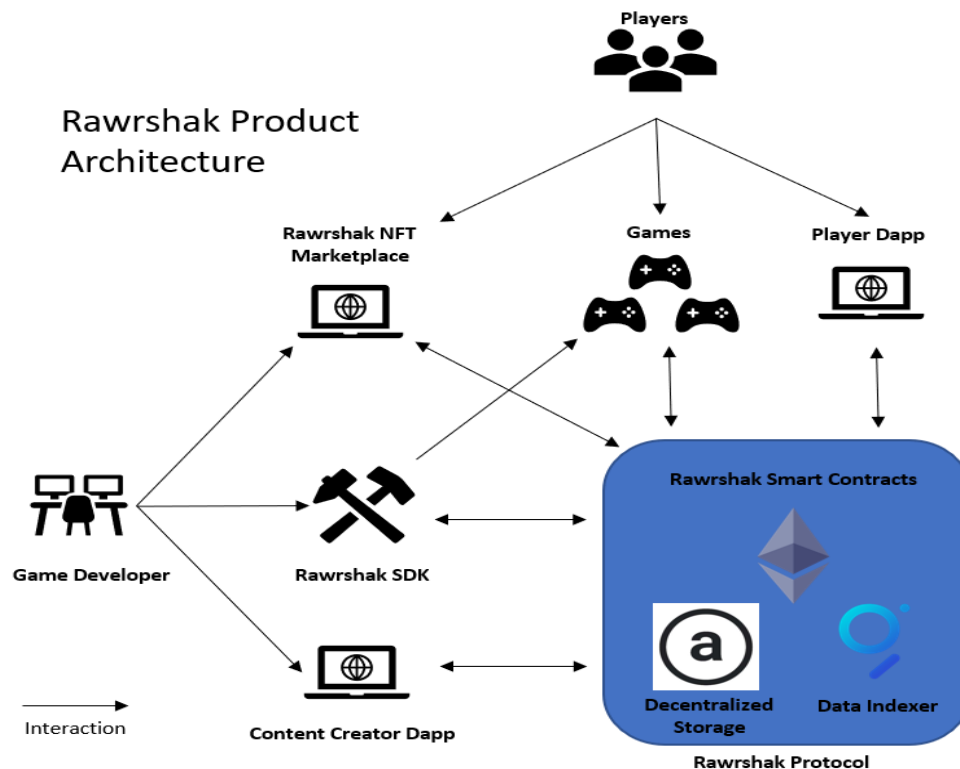 Players
Rawrshak Product
Architecture
Rawrshak NFT
Marketplace
Games
Player Dapp
Rawrshak Smart Contracts
Game Developer
Rawrshak SDK
a
Decentralized
Storage
Data Indexer
Interaction
Content Creator Dapp
Rawrshak Protocol